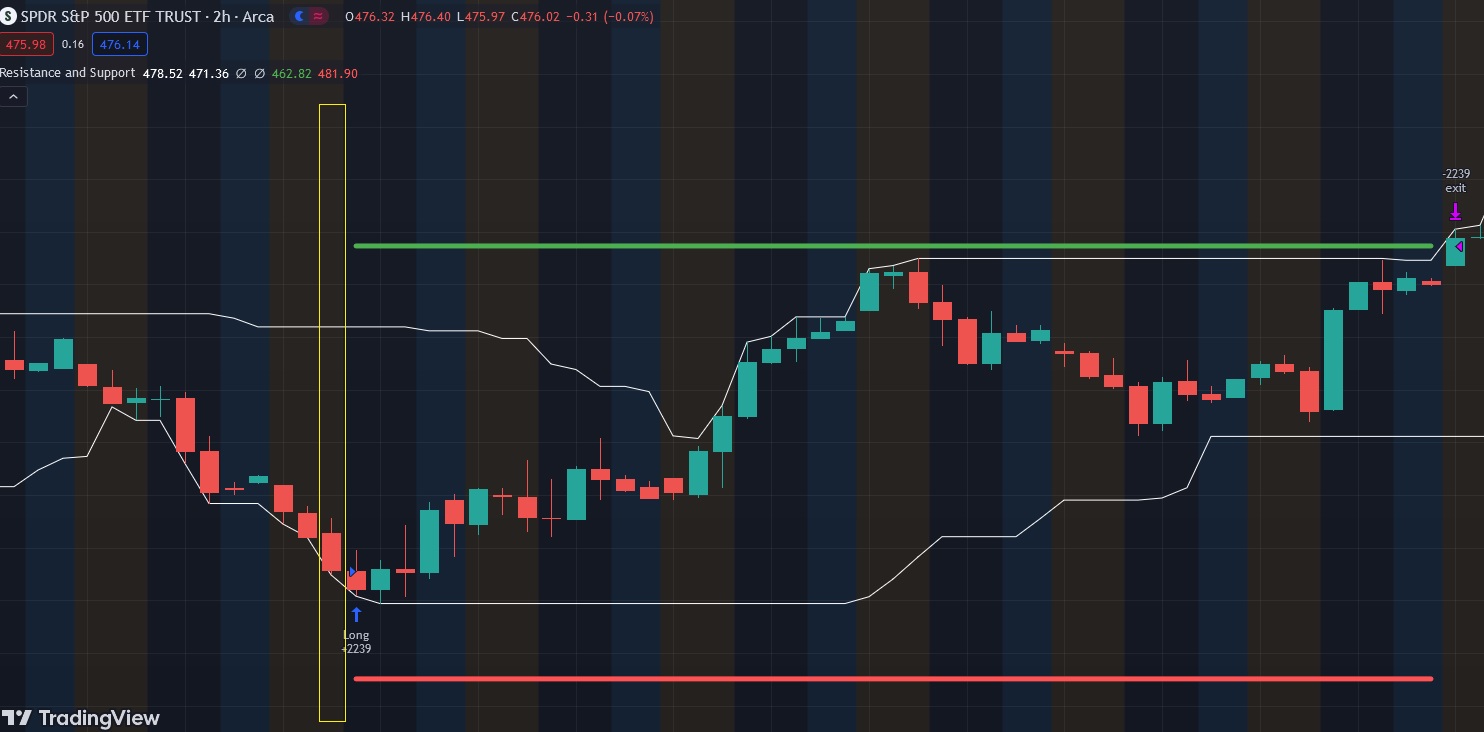 S SPDR S&P 500 ETF TRUST · 2h · Arca O476.32 H476.40 L475.97 C476.02 −0.31 (−0.07%)
475.98 0.16 476.14
Resistance and Support 478.52 471.36 ∅ ∅ 462.82 481.90
-2239
exit
Long
+2239
TradingView